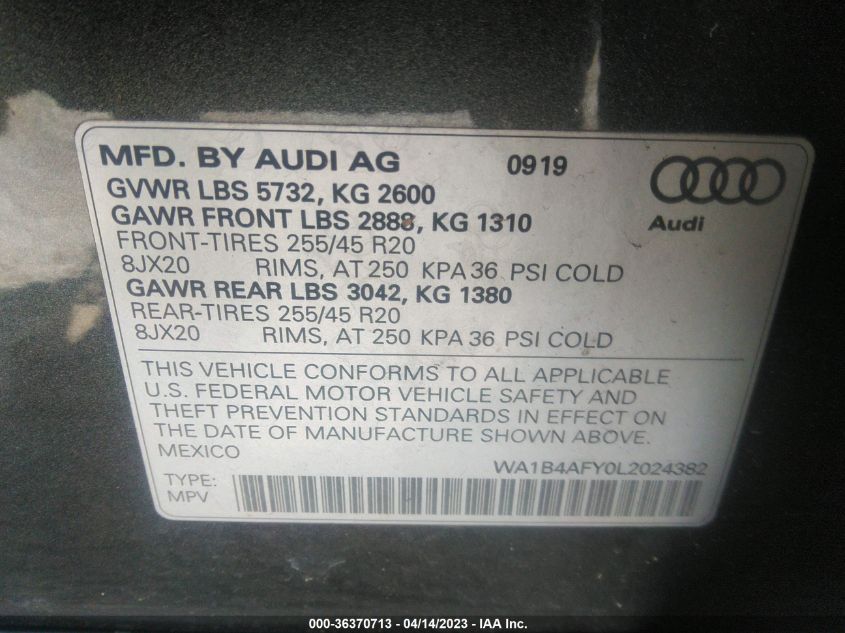 MFD. BY AUDI AG 0919
GVWR LBS 5732, KG 2600
GAWR FRONT LBS 2888, KG 1310
Audi
FRONT-TIRES 255/45 R20
8JX20 RIMS, AT 250 KPA 36 PSI COLD
GAWR REAR LBS 3042, KG 1380
REAR-TIRES 255/45 R20
8JX20 RIMS, AT 250 KPA 36 PSI COLD
THIS VEHICLE CONFORMS TO ALL APPLICABLE
U.S. FEDERAL MOTOR VEHICLE SAFETY AND
THEFT PREVENTION STANDARDS IN EFFECT ON
THE DATE OF MANUFACTURE SHOWN ABOVE.
MEXICO
WA1B4AFY0L2024382
TYPE:
MPV
000-36370713 - 04/14/2023 - IAA Inc.